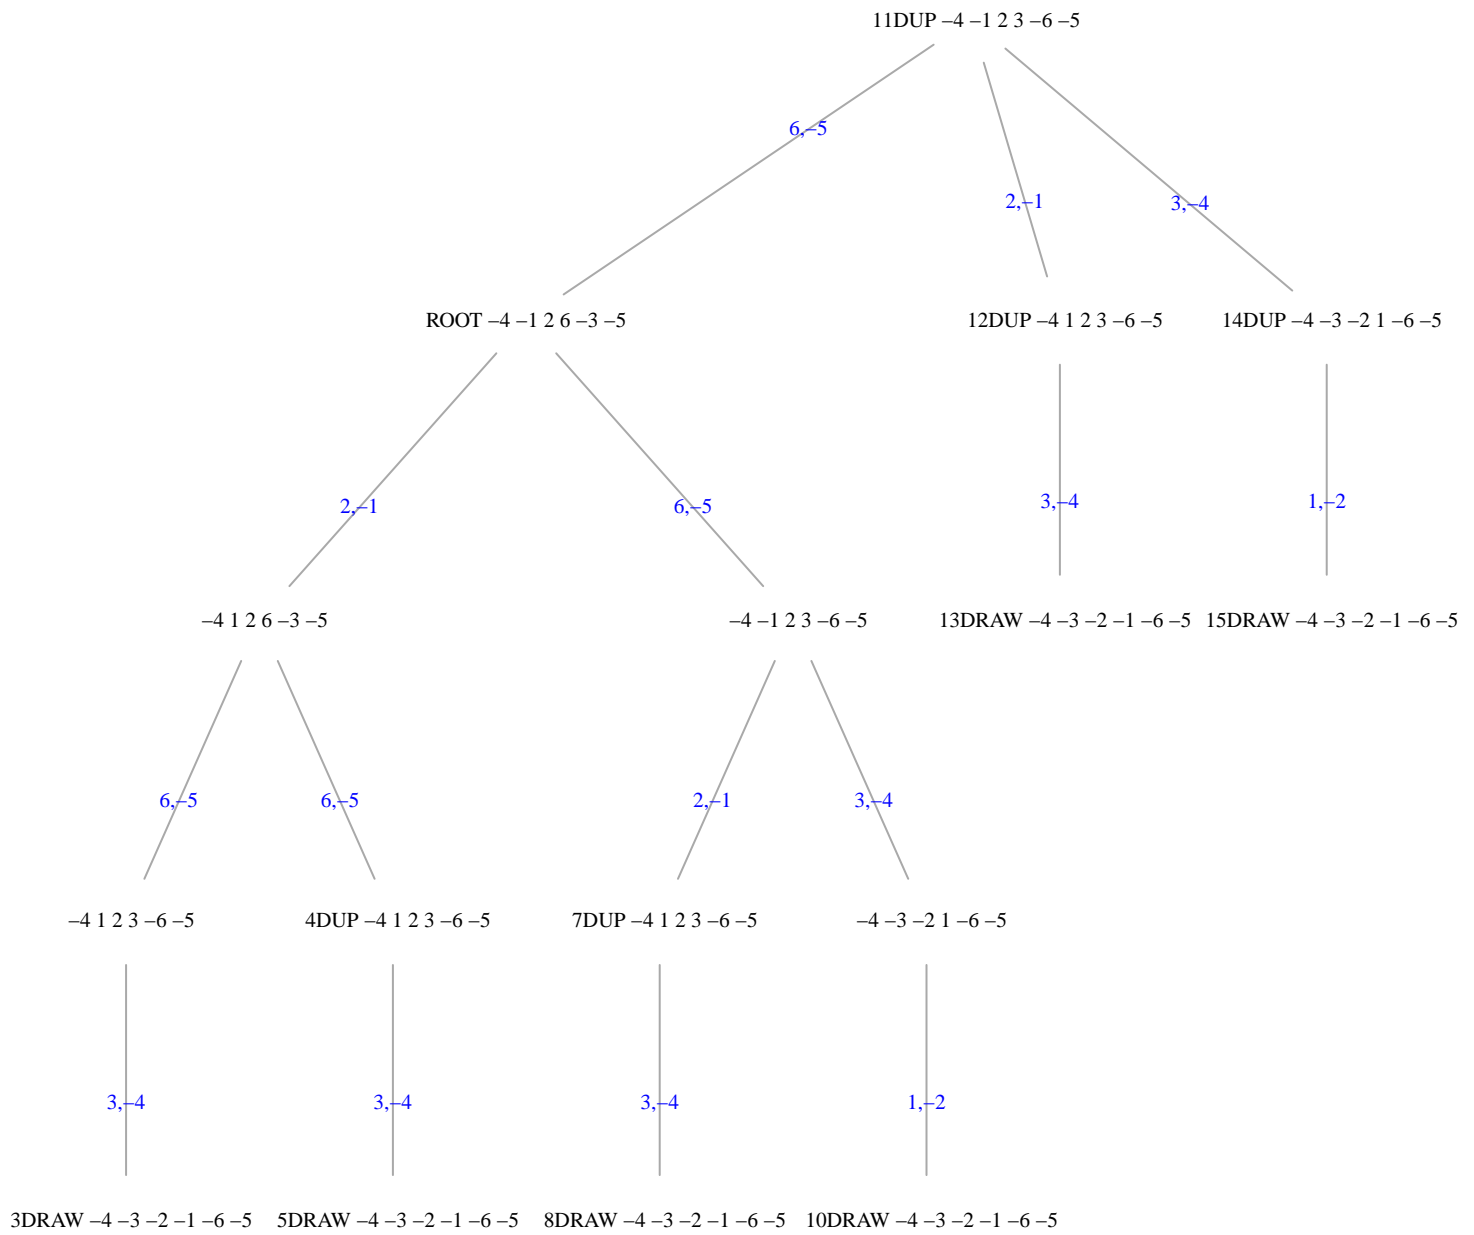 11DUP –4 –1 2 3 –6 –5
6,–5
2,–1
3,–4
ROOT –4 –1 2 6 –3 –5
12DUP –4 1 2 3 –6 –5
14DUP –4 –3 –2 1 –6 –5
2,–1
6,–5
3,–4
1,–2
–4 1 2 6 –3 –5
–4 –1 2 3 –6 –5
13DRAW –4 –3 –2 –1 –6 –5
15DRAW –4 –3 –2 –1 –6 –5
6,–5
6,–5
2,–1
3,–4
–4 1 2 3 –6 –5
4DUP –4 1 2 3 –6 –5
7DUP –4 1 2 3 –6 –5
–4 –3 –2 1 –6 –5
3,–4
3,–4
3,–4
1,–2
3DRAW –4 –3 –2 –1 –6 –5
5DRAW –4 –3 –2 –1 –6 –5
8DRAW –4 –3 –2 –1 –6 –5
10DRAW –4 –3 –2 –1 –6 –5